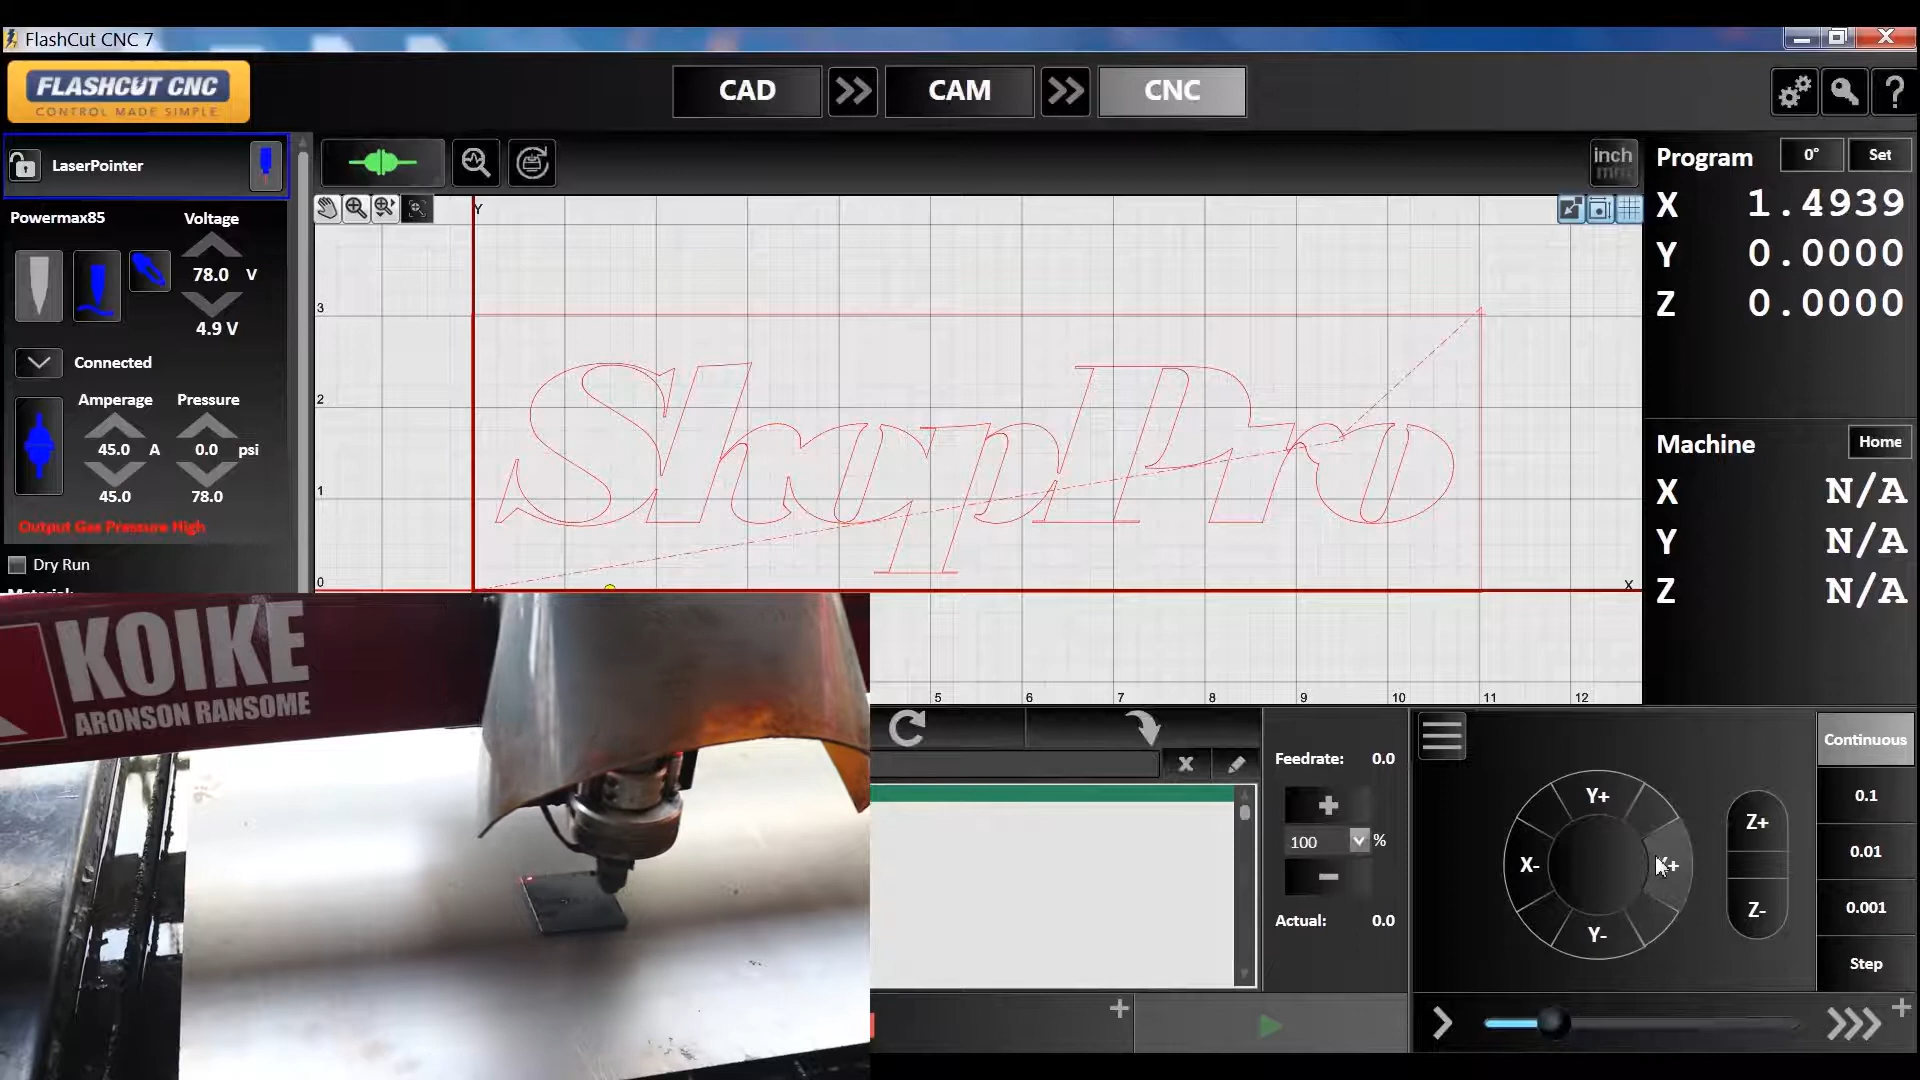 FlashCut CNC 7
FLASHCUT CNC
CONTROL MADE SIMPLE
CAD
CAM
CNC
?
LaserPointer
Powermax85
Voltage
78.0 V
4.9 V
Connected
Amperage
Pressure
45.0 A
0.0 psi
45.0
78.0
Output Gas Pressure High
Dry Run
inch
mm
Y
3
2
1
0
X
ShopPro
5
6
7
8
9
10
11
12
Program
0°
Set
X 1.4939
Y 0.0000
Z 0.0000
Machine
Home
X N/A
Y N/A
Z N/A
KOIKE
ARONSON RANSOME
Feedrate: 0.0
100 %
Actual: 0.0
Y+
X-
X+
Y-
Z+
Z-
Continuous
0.1
0.01
0.001
Step